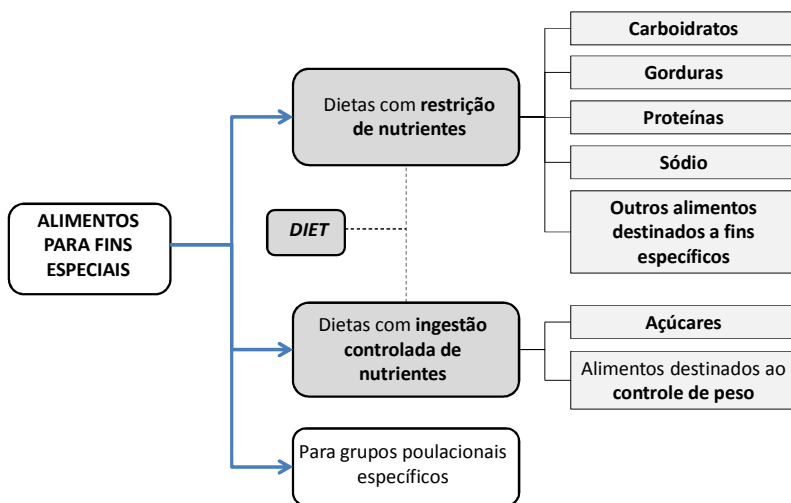 ALIMENTOS
PARA FINS
ESPECIAIS
Dietas com restrição
de nutrientes
Carboidratos
Gorduras
Proteínas
Sódio
Outros alimentos
destinados a fins
específicos
DIET
Dietas com ingestão
controlada de
nutrientes
Açúcares
Alimentos destinados ao
controle de peso
Para grupos poulacionais
específicos